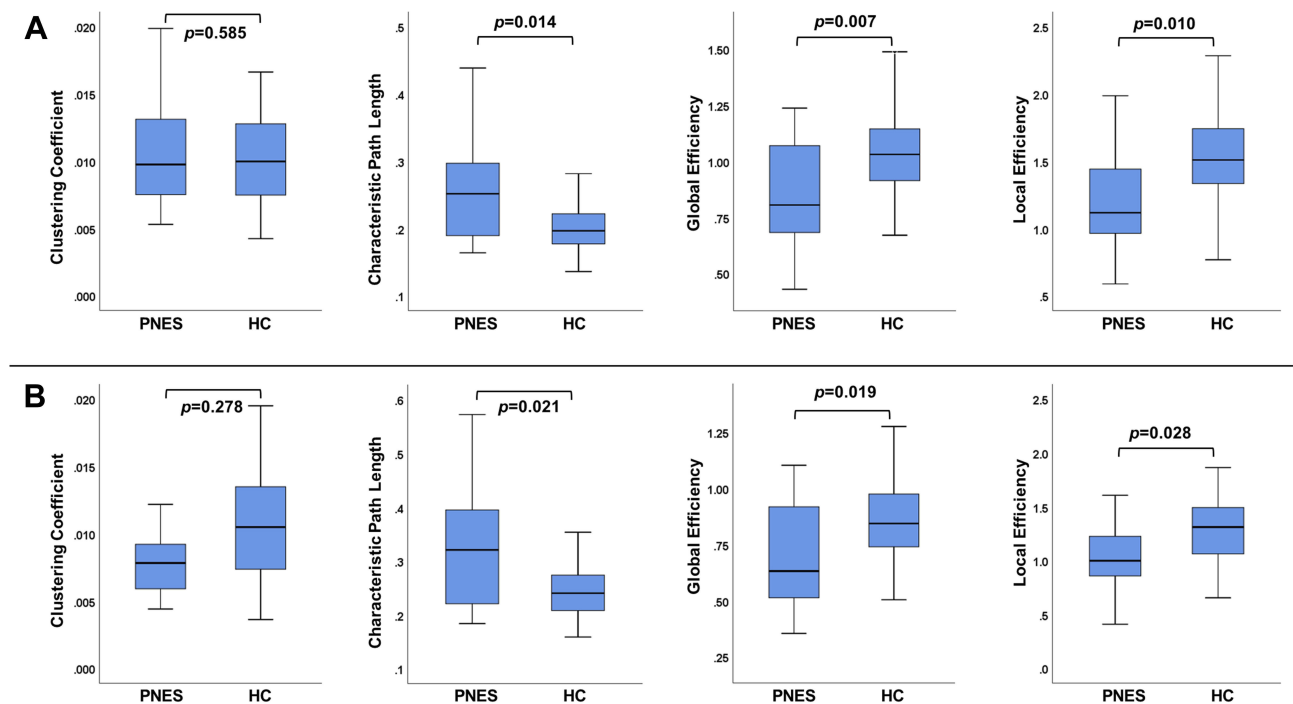 A
Clustering Coefficient
.020
.015
.010
.005
.000
p=0.585
PNES HC
Characteristic Path Length
.5
.4
.3
.2
.1
p=0.014
PNES HC
Global Efficiency
1.50
1.25
1.00
.75
.50
p=0.007
PNES HC
Local Efficiency
2.5
2.0
1.5
1.0
.5
p=0.010
PNES HC
B
Clustering Coefficient
.020
.015
.010
.005
.000
p=0.278
PNES HC
Characteristic Path Length
.6
.5
.4
.3
.2
.1
p=0.021
PNES HC
Global Efficiency
1.25
1.00
.75
.50
.25
p=0.019
PNES HC
Local Efficiency
2.5
2.0
1.5
1.0
.5
.0
p=0.028
PNES HC